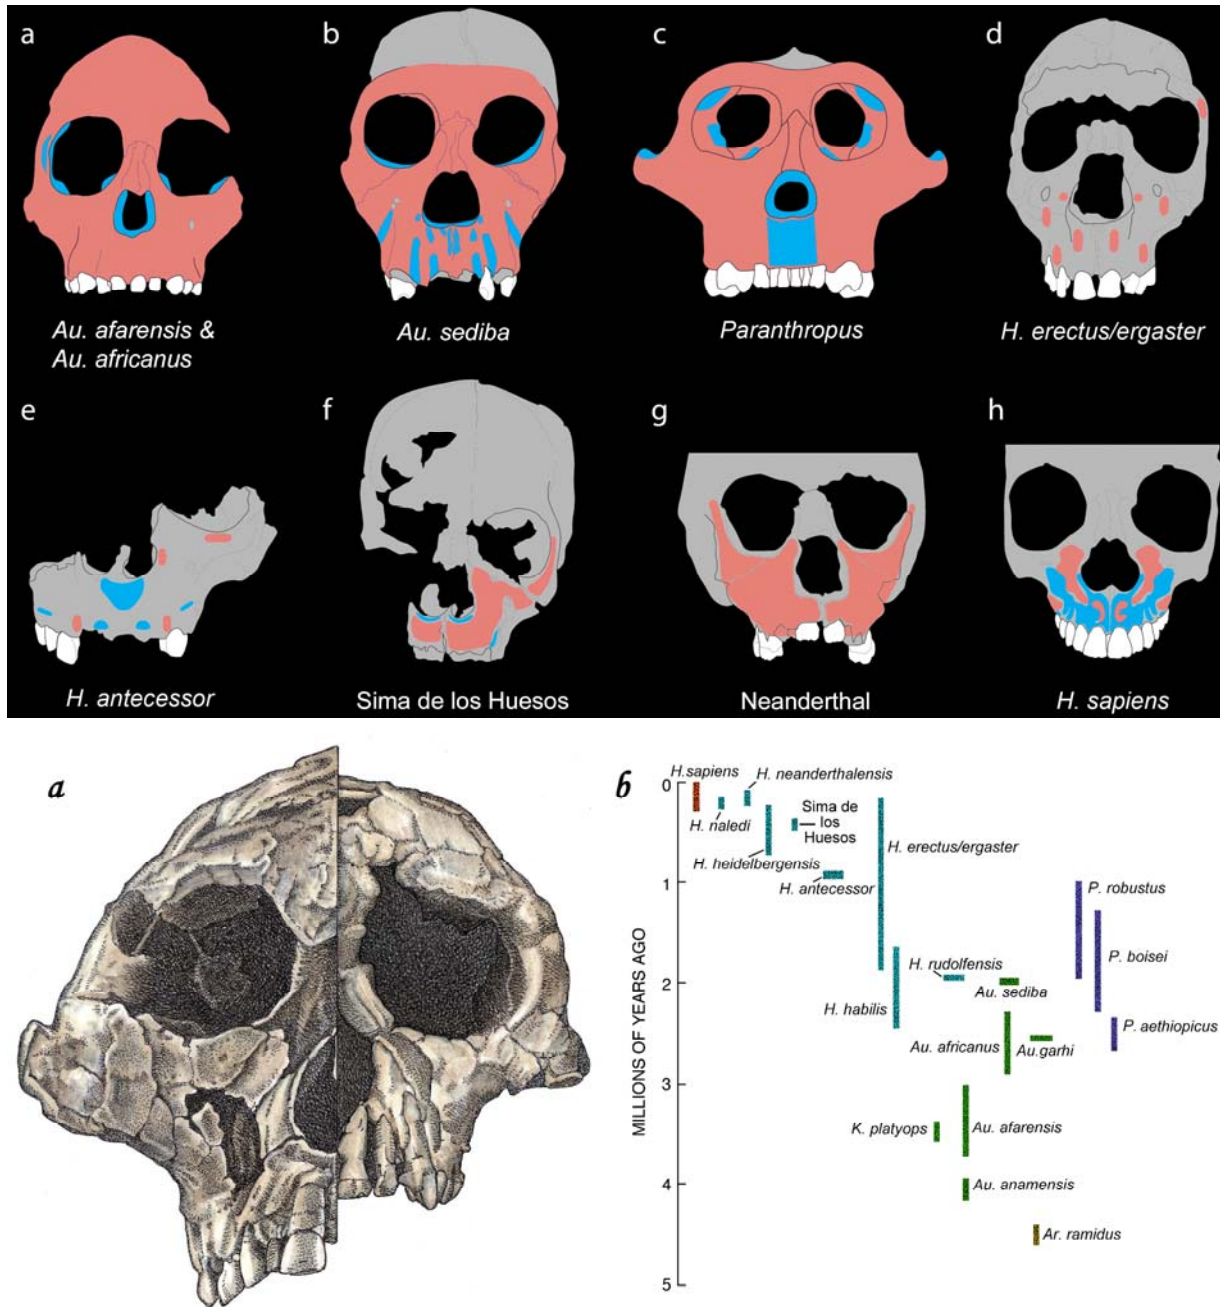 a
b
c
d
Au. afarensis &
Au. africanus
Au. sediba
Paranthropus
H. erectus/ergaster
e
f
g
h
H. antecessor
Sima de los Huesos
Neanderthal
H. sapiens
a
b
MILLIONS OF YEARS AGO
0
1
2
3
4
5
H.sapiens
H. neanderthalensis
H. naledi
Sima de
los
Huesos
H. heidelbergensis
H. erectus/ergaster
H. antecessor
P. robustus
P. boisei
H. rudolfensis
Au. sediba
H. habilis
P. aethiopicus
Au. africanus
Au.garhi
K. platyops
Au. afarensis
Au. anamensis
Ar. ramidus